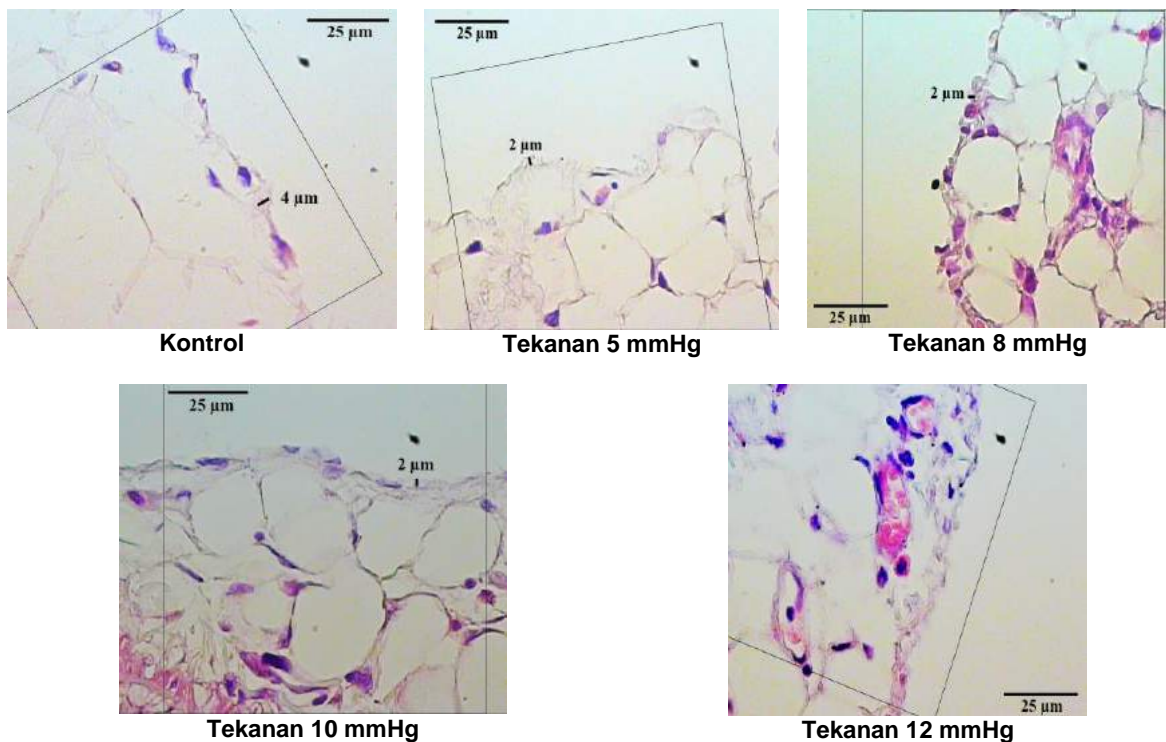 25 µm
4 µm
Kontrol
25 µm
2 µm
Tekanan 5 mmHg
2 µm
25 µm
Tekanan 8 mmHg
25 µm
2 µm
Tekanan 10 mmHg
25 µm
Tekanan 12 mmHg